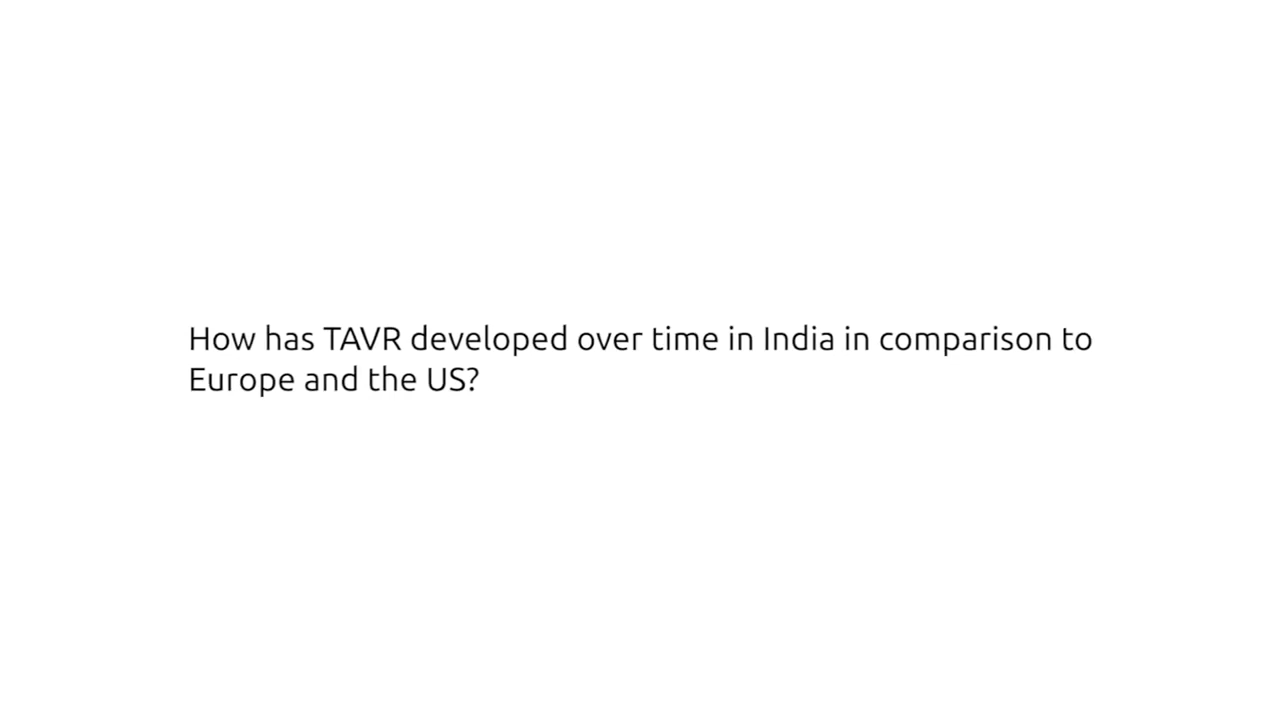 How has TAVR developed over time in India in comparison to
Europe and the US?